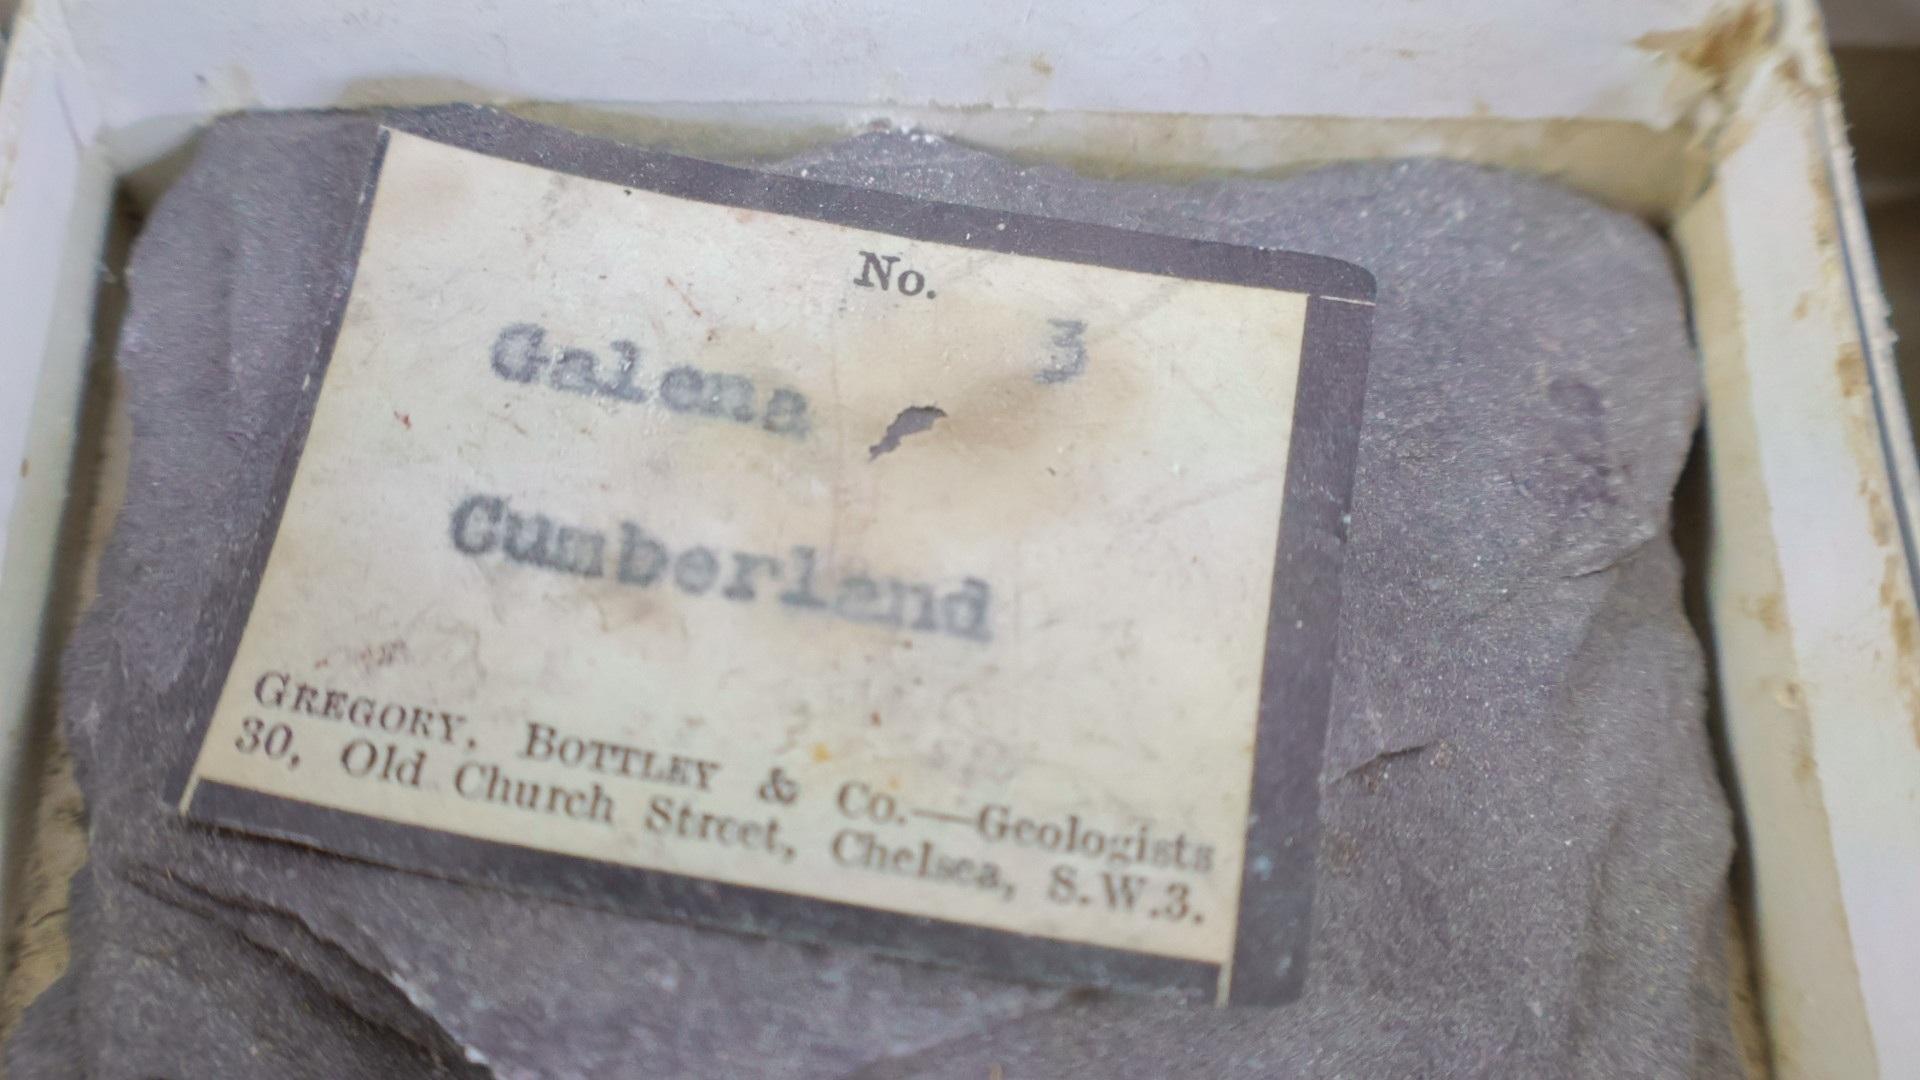 No.
Galena 3
Cumberland
GREGORY, BOTTLEY & Co.—Geologists
30, Old Church Street, Chelsea, S.W.3.